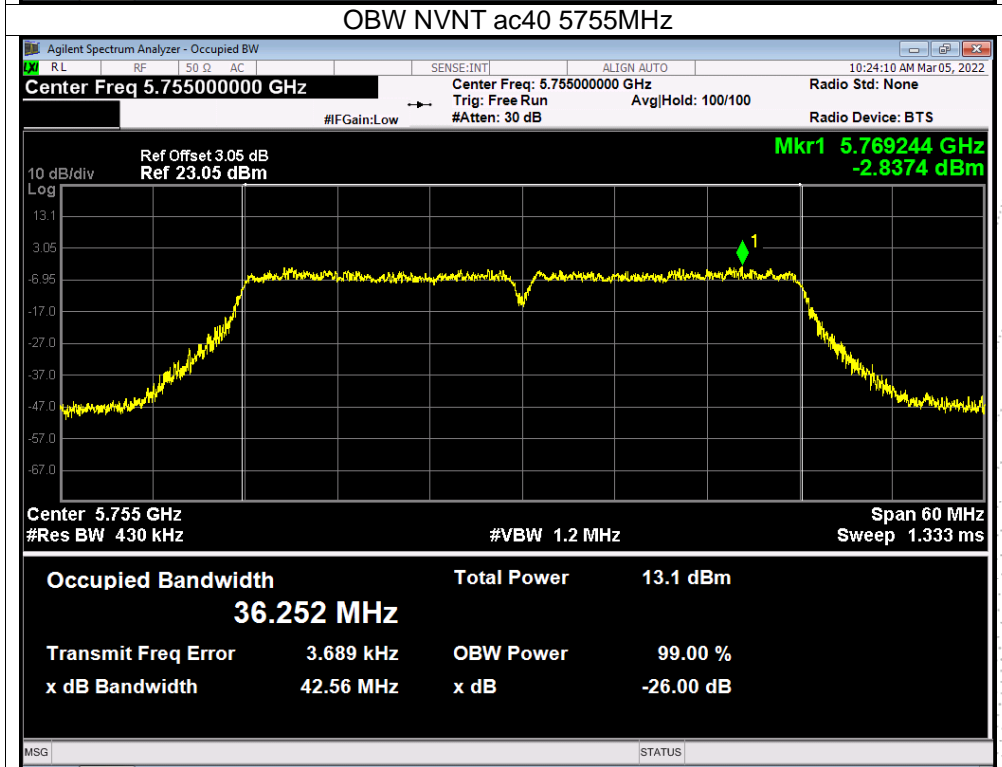 OBW NVNT ac40 5755MHz
Agilent Spectrum Analyzer - Occupied BW
LXI RL RF 50 Ω AC SENSE:INT ALIGN AUTO 10:24:10 AM Mar 05, 2022
Center Freq 5.755000000 GHz Center Freq: 5.755000000 GHz Radio Std: None
Trig: Free Run Avg|Hold: 100/100
#IFGain:Low #Atten: 30 dB Radio Device: BTS
Mkr1 5.769244 GHz
-2.8374 dBm
Ref Offset 3.05 dB
10 dB/div Ref 23.05 dBm
Log
13.1
3.05
-6.95
-17.0
-27.0
-37.0
-47.0
-57.0
-67.0
1
Center 5.755 GHz Span 60 MHz
#Res BW 430 kHz #VBW 1.2 MHz Sweep 1.333 ms
Occupied Bandwidth Total Power 13.1 dBm
36.252 MHz
Transmit Freq Error 3.689 kHz OBW Power 99.00 %
x dB Bandwidth 42.56 MHz x dB -26.00 dB
MSG STATUS